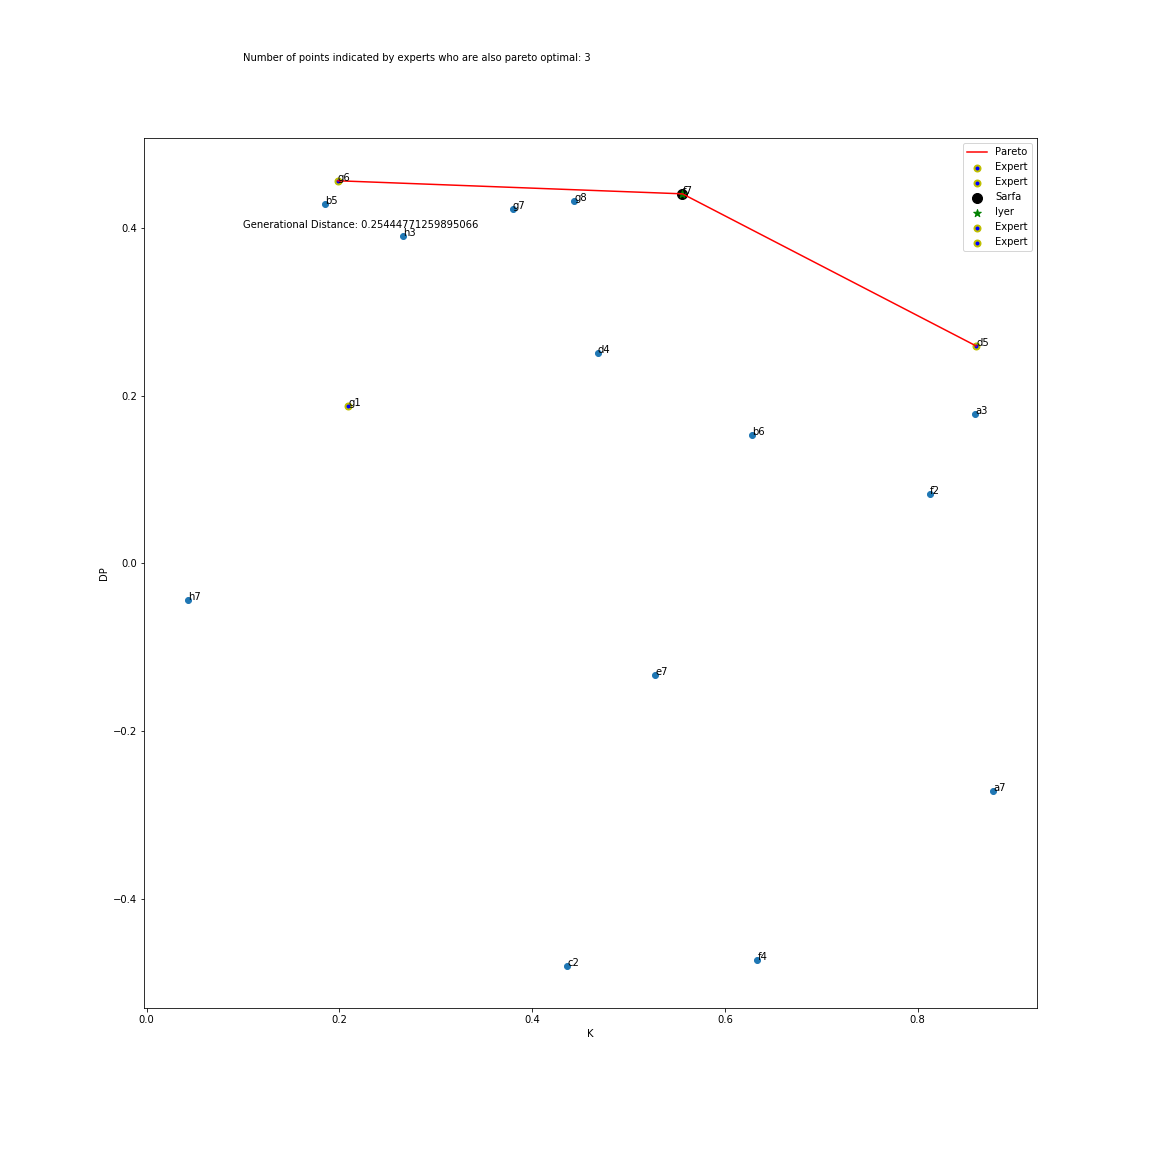 Number of points indicated by experts who are also pareto optimal: 3
Pareto
Expert
Expert
Sarfa
Iyer
Expert
Expert
g6
f7
b5
g8
g7
Generational Distance: 0.25444771259895066
h3
d5
d4
g1
a3
b6
f2
h7
e7
a7
c2
f4
0.4
0.2
0.0
−0.2
−0.4
DP
0.0
0.2
0.4
0.6
0.8
K